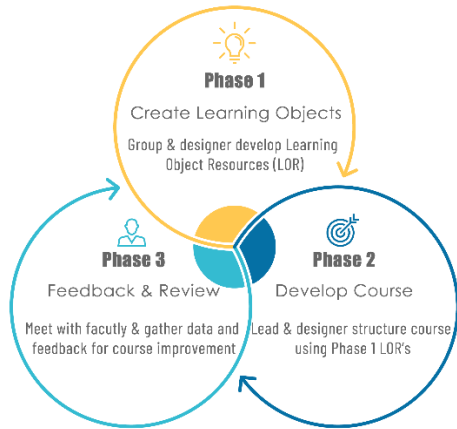 Phase 1
Create Learning Objects
Group & designer develop Learning
Object Resources (LOR)
Phase 3
Feedback & Review
Meet with facutly & gather data and
feedback for course improvement
Phase 2
Develop Course
Lead & designer structure course
using Phase 1 LOR's